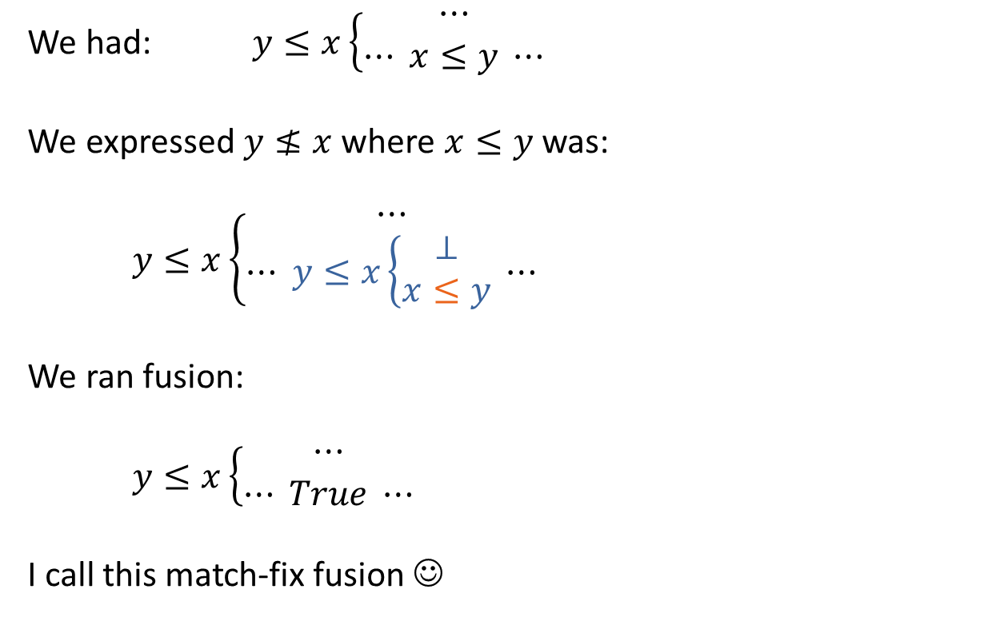 We had: y ≤ x { ...
... x ≤ y ...
We expressed y ≰ x where x ≤ y was:
...
y ≤ x { ... y ≤ x { ⊥
x ≤ y ...
We ran fusion:
...
y ≤ x { ... True ...
I call this match-fix fusion ☺